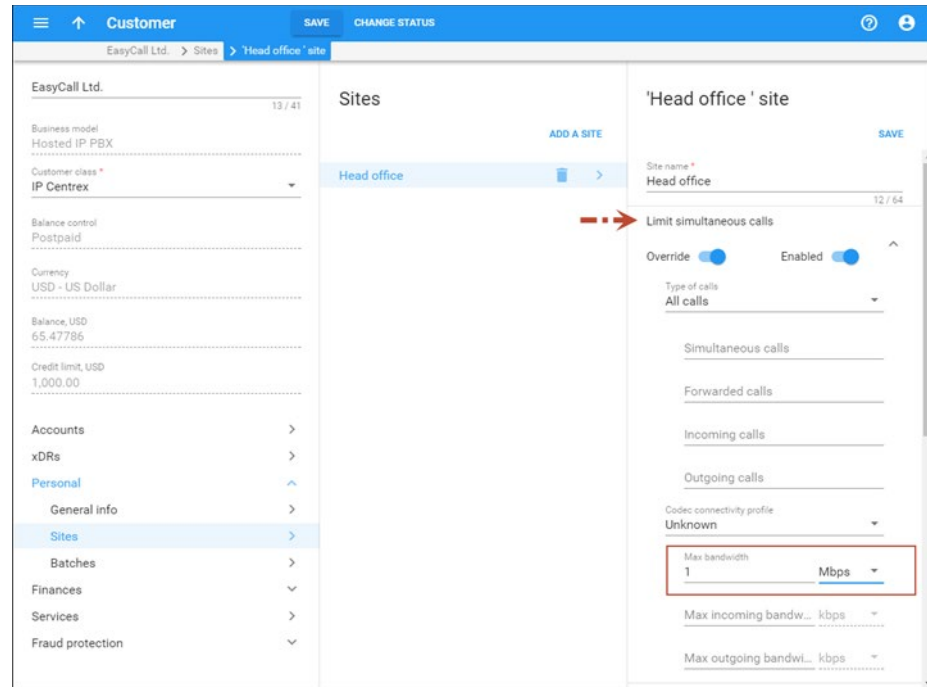 Customer
SAVE
CHANGE STATUS
EasyCall Ltd. > Sites > 'Head office ' site
EasyCall Ltd.
13 / 41
Business model
Hosted IP PBX
Customer class *
IP Centrex
Balance control
Postpaid
Currency
USD - US Dollar
Balance, USD
65.47786
Credit limit, USD
1,000.00
Accounts
xDRs
Personal
General info
Sites
Batches
Finances
Services
Fraud protection
Sites
ADD A SITE
Head office
'Head office ' site
SAVE
Site name *
Head office
12 / 64
Limit simultaneous calls
Override
Enabled
Type of calls
All calls
Simultaneous calls
Forwarded calls
Incoming calls
Outgoing calls
Codec connectivity profile
Unknown
Max bandwidth
1 Mbps
Max incoming bandw... kbps
Max outgoing bandwi... kbps